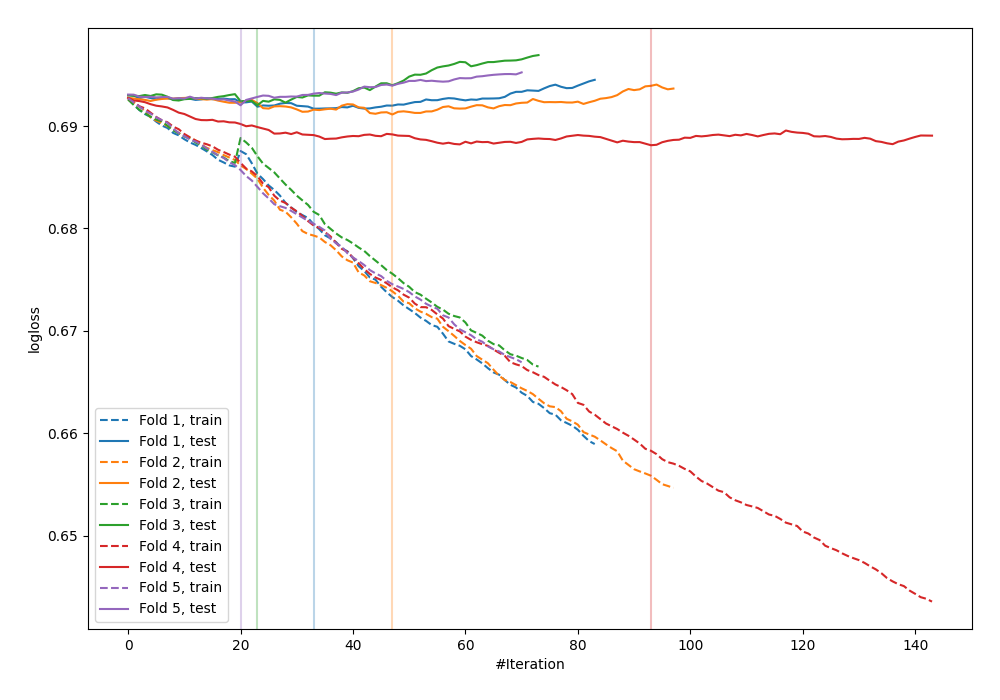 0.69
0.68
0.67
0.66
0.65
logloss
Fold 1, train
Fold 1, test
Fold 2, train
Fold 2, test
Fold 3, train
Fold 3, test
Fold 4, train
Fold 4, test
Fold 5, train
Fold 5, test
0 20 40 60 80 100 120 140
#Iteration